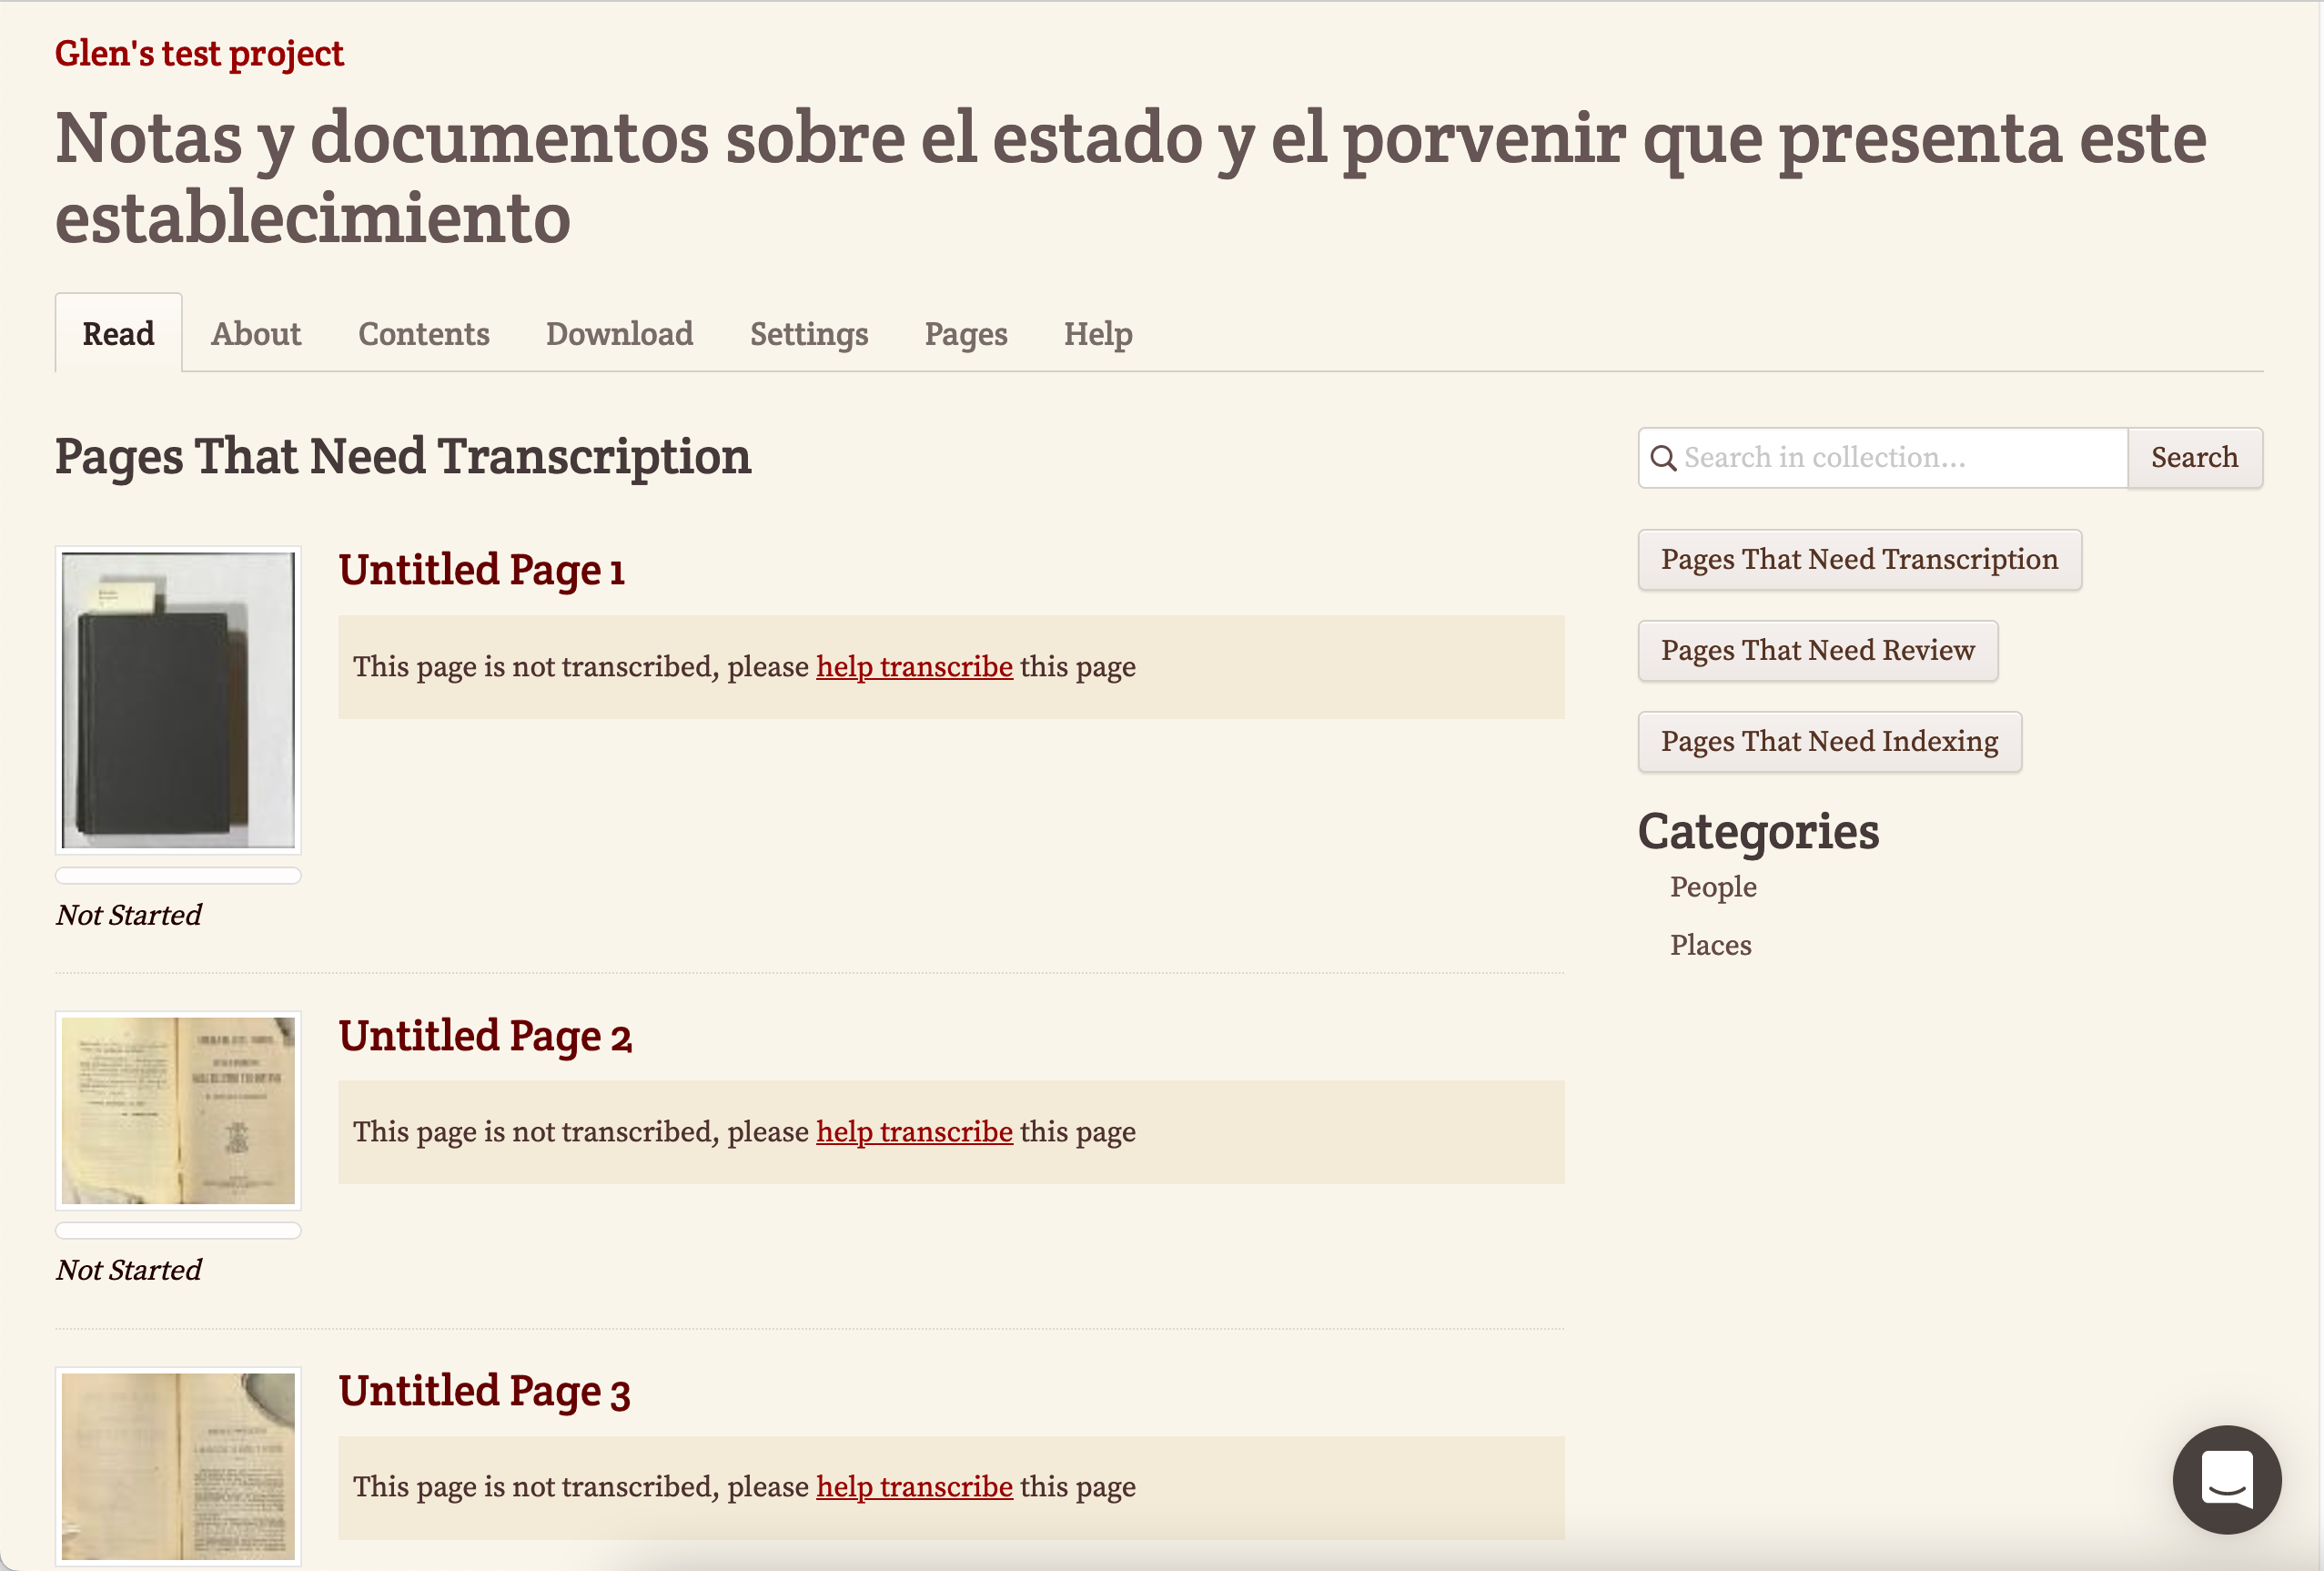 Glen's test project
Notas y documentos sobre el estado y el porvenir que presenta este
establecimiento
Read
About
Contents
Download
Settings
Pages
Help
Pages That Need Transcription
Search in collection...
Search
Untitled Page 1
This page is not transcribed, please help transcribe this page
Not Started
Pages That Need Transcription
Pages That Need Review
Pages That Need Indexing
Categories
People
Places
Untitled Page 2
This page is not transcribed, please help transcribe this page
Not Started
Untitled Page 3
This page is not transcribed, please help transcribe this page